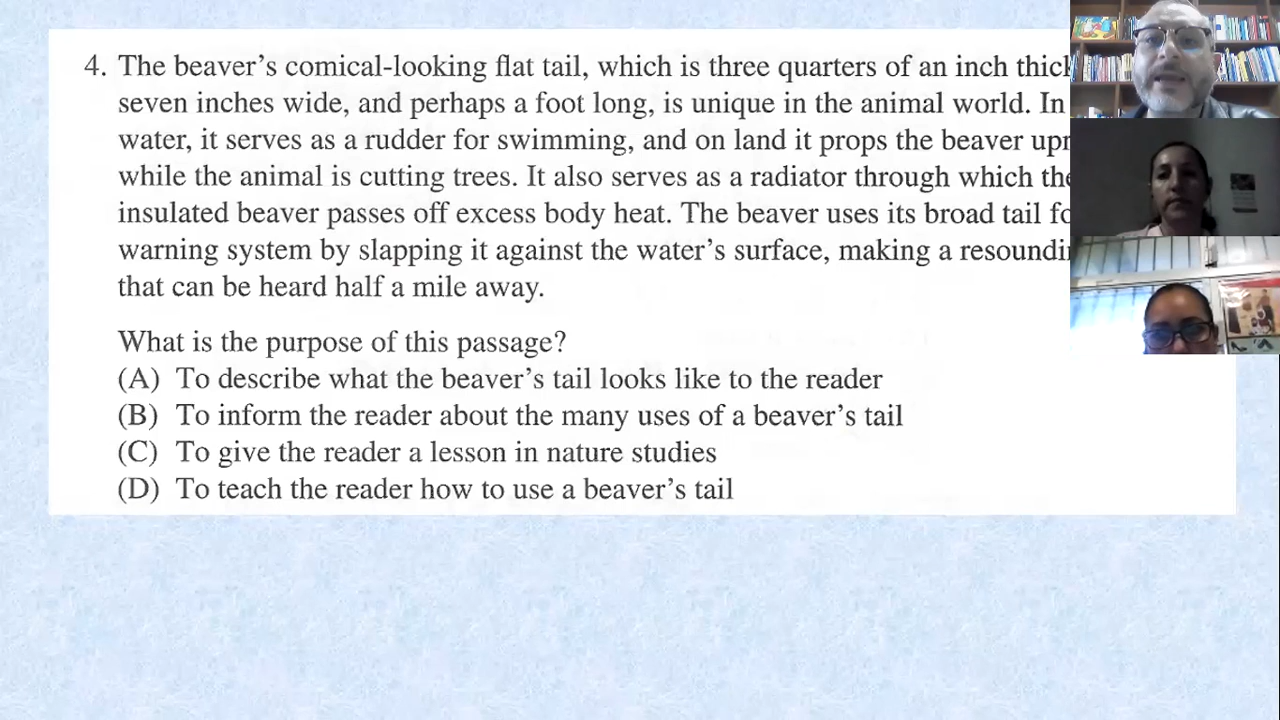 4. The beaver's comical-looking flat tail, which is three quarters of an inch thick
seven inches wide, and perhaps a foot long, is unique in the animal world. In
water, it serves as a rudder for swimming, and on land it props the beaver
while the animal is cutting trees. It also serves as a radiator through which
insulated beaver passes off excess body heat. The beaver uses its broad tail
warning system by slapping it against the water's surface, making a
that can be heard half a mile away.
What is the purpose of this passage?
(A) To describe what the beaver's tail looks like to the reader
(B) To inform the reader about the many uses of a beaver's tail
(C) To give the reader a lesson in nature studies
(D) To teach the reader how to use a beaver's tail